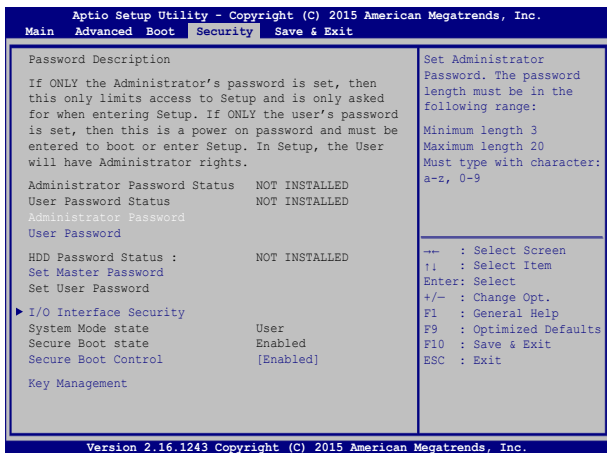 Aptio Setup Utility - Copyright (C) 2015 American Megatrends, Inc.
Main Advanced Boot Security Save & Exit
Password Description
If ONLY the Administrator's password is set, then
this only limits access to Setup and is only asked
for when entering Setup. If ONLY the user's password
is set, then this is a power on password and must be
entered to boot or enter Setup. In Setup, the User
will have Administrator rights.
Administrator Password Status NOT INSTALLED
User Password Status NOT INSTALLED
Administrator Password
User Password
HDD Password Status : NOT INSTALLED
Set Master Password
Set User Password
I/O Interface Security
System Mode state User
Secure Boot state Enabled
Secure Boot Control [Enabled]
Key Management
Set Administrator
Password. The password
length must be in the
following range:
Minimum length 3
Maximum length 20
Must type with character:
a-z, 0-9
→← : Select Screen
↑↓ : Select Item
Enter: Select
+/— : Change Opt.
F1 : General Help
F9 : Optimized Defaults
F10 : Save & Exit
ESC : Exit
Version 2.16.1243 Copyright (C) 2015 American Megatrends, Inc.